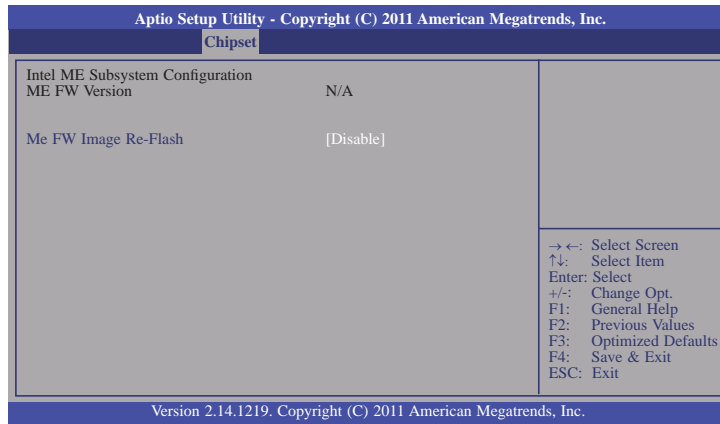 Aptio Setup Utility - Copyright (C) 2011 American Megatrends, Inc.
Chipset
Intel ME Subsystem Configuration
ME FW Version N/A
Me FW Image Re-Flash [Disable]
→←: Select Screen
↑↓: Select Item
Enter: Select
+/-: Change Opt.
F1: General Help
F2: Previous Values
F3: Optimized Defaults
F4: Save & Exit
ESC: Exit
Version 2.14.1219. Copyright (C) 2011 American Megatrends, Inc.